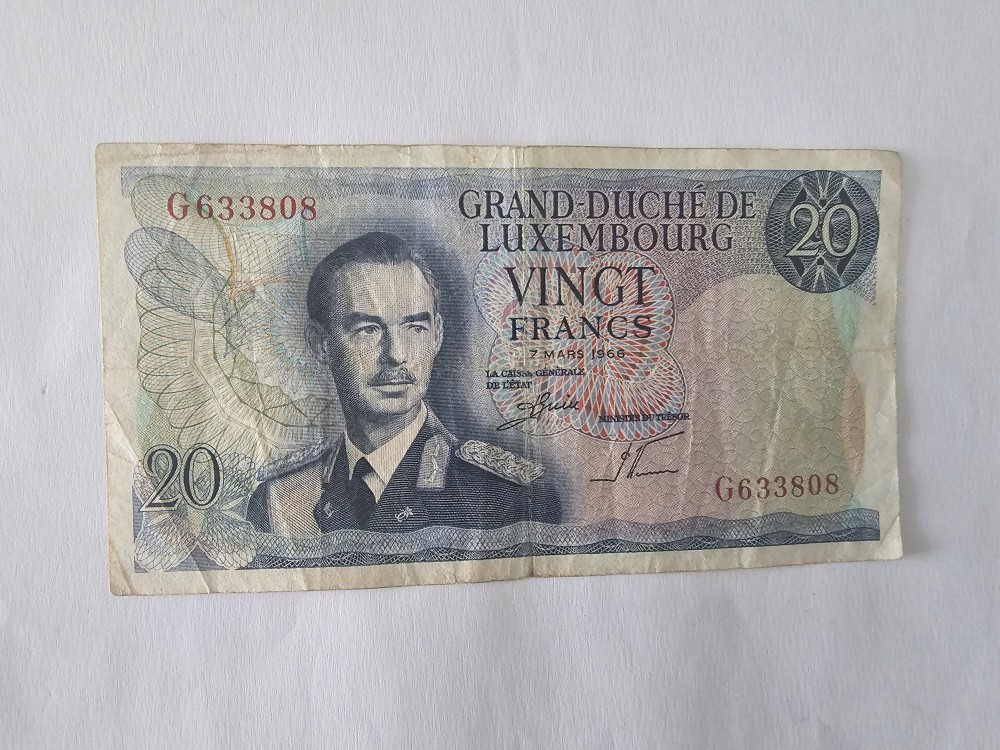 G633808
GRAND-DUCHÉ DE
LUXEMBOURG
20
VINGT
FRANCS
7 MARS 1966
LA CAISSE GÉNÉRALE
DE L'ÉTAT
MINISTRE DU TRÉSOR
20
G633808